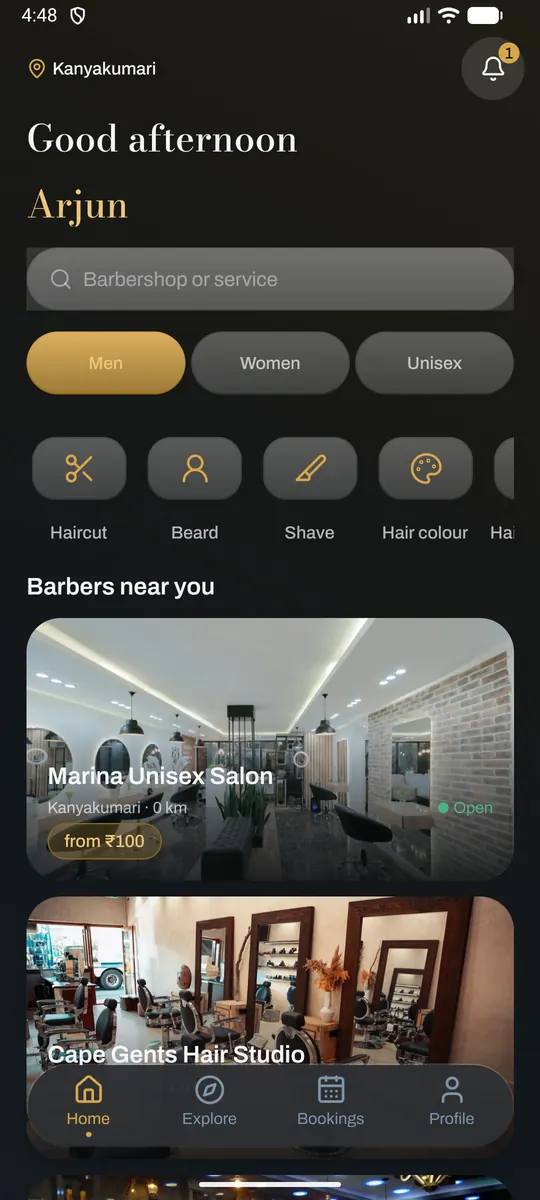 4:48
Kanyakumari
1
Good afternoon
Arjun
Barbershop or service
Men Women Unisex
Haircut Beard Shave Hair colour Hai
Barbers near you
Marina Unisex Salon
Kanyakumari · 0 km
Open
from ₹100
Cape Gents Hair Studio
Home Explore Bookings Profile